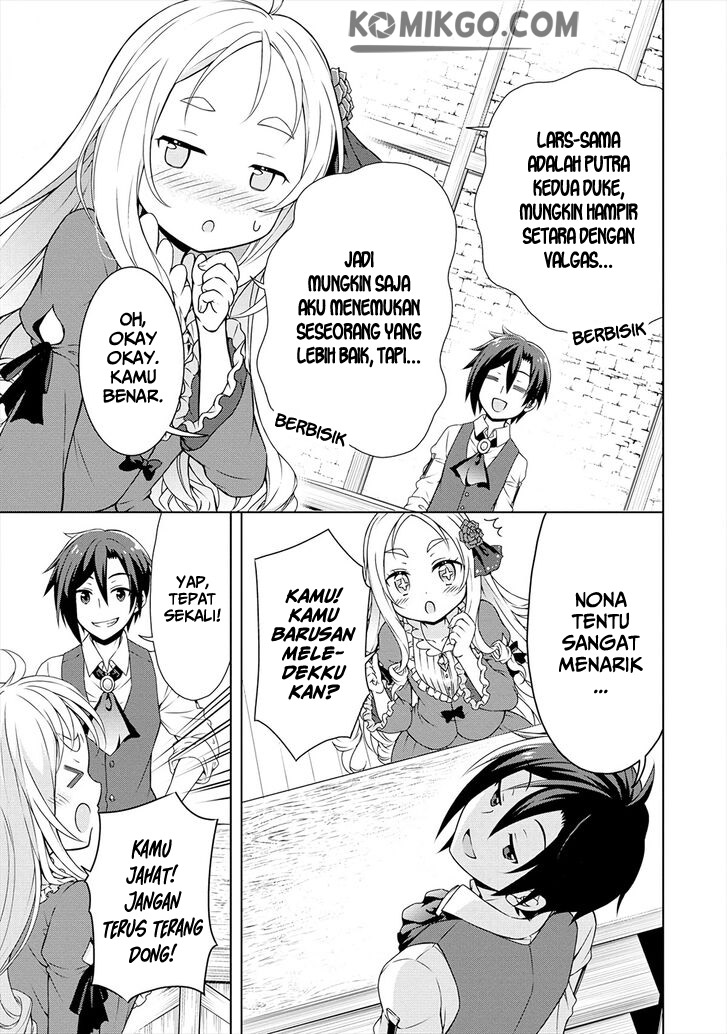 KOMIKGO.COM
LARS-SAMA
ADALAH PUTRA
KEDUA DUKE,
MUNGKIN HAMPIR
SETARA DENGAN
VALGAS...
BERBISIK
JADI
MUNGKIN SAJA
AKU MENEMUKAN
SESEORANG YANG
LEBIH BAIK, TAPI...
BERBISIK
OH,
OKAY
OKAY.
KAMU
BENAR.
NONA
TENTU
SANGAT
MENARIK
...
KAMU!
KAMU
BARUSAN
MELE-
DEKKU
KAN?
YAP,
TEPAT
SEKALI!
KAMU
JAHAT!
JANGAN
TERUS TERANG
DONG!